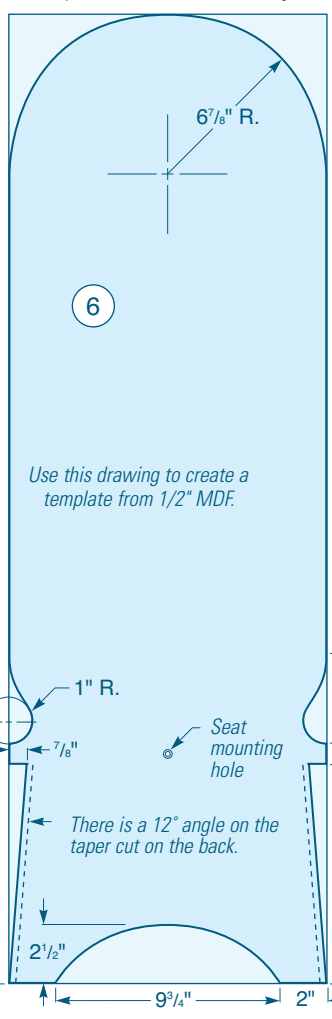 6⁷/₈" R.
6
Use this drawing to create a
template from 1/2" MDF.
1" R.
⁷/₈"
Seat
mounting
hole
There is a 12° angle on the
taper cut on the back.
2¹/₂"
9³/₄"
2"